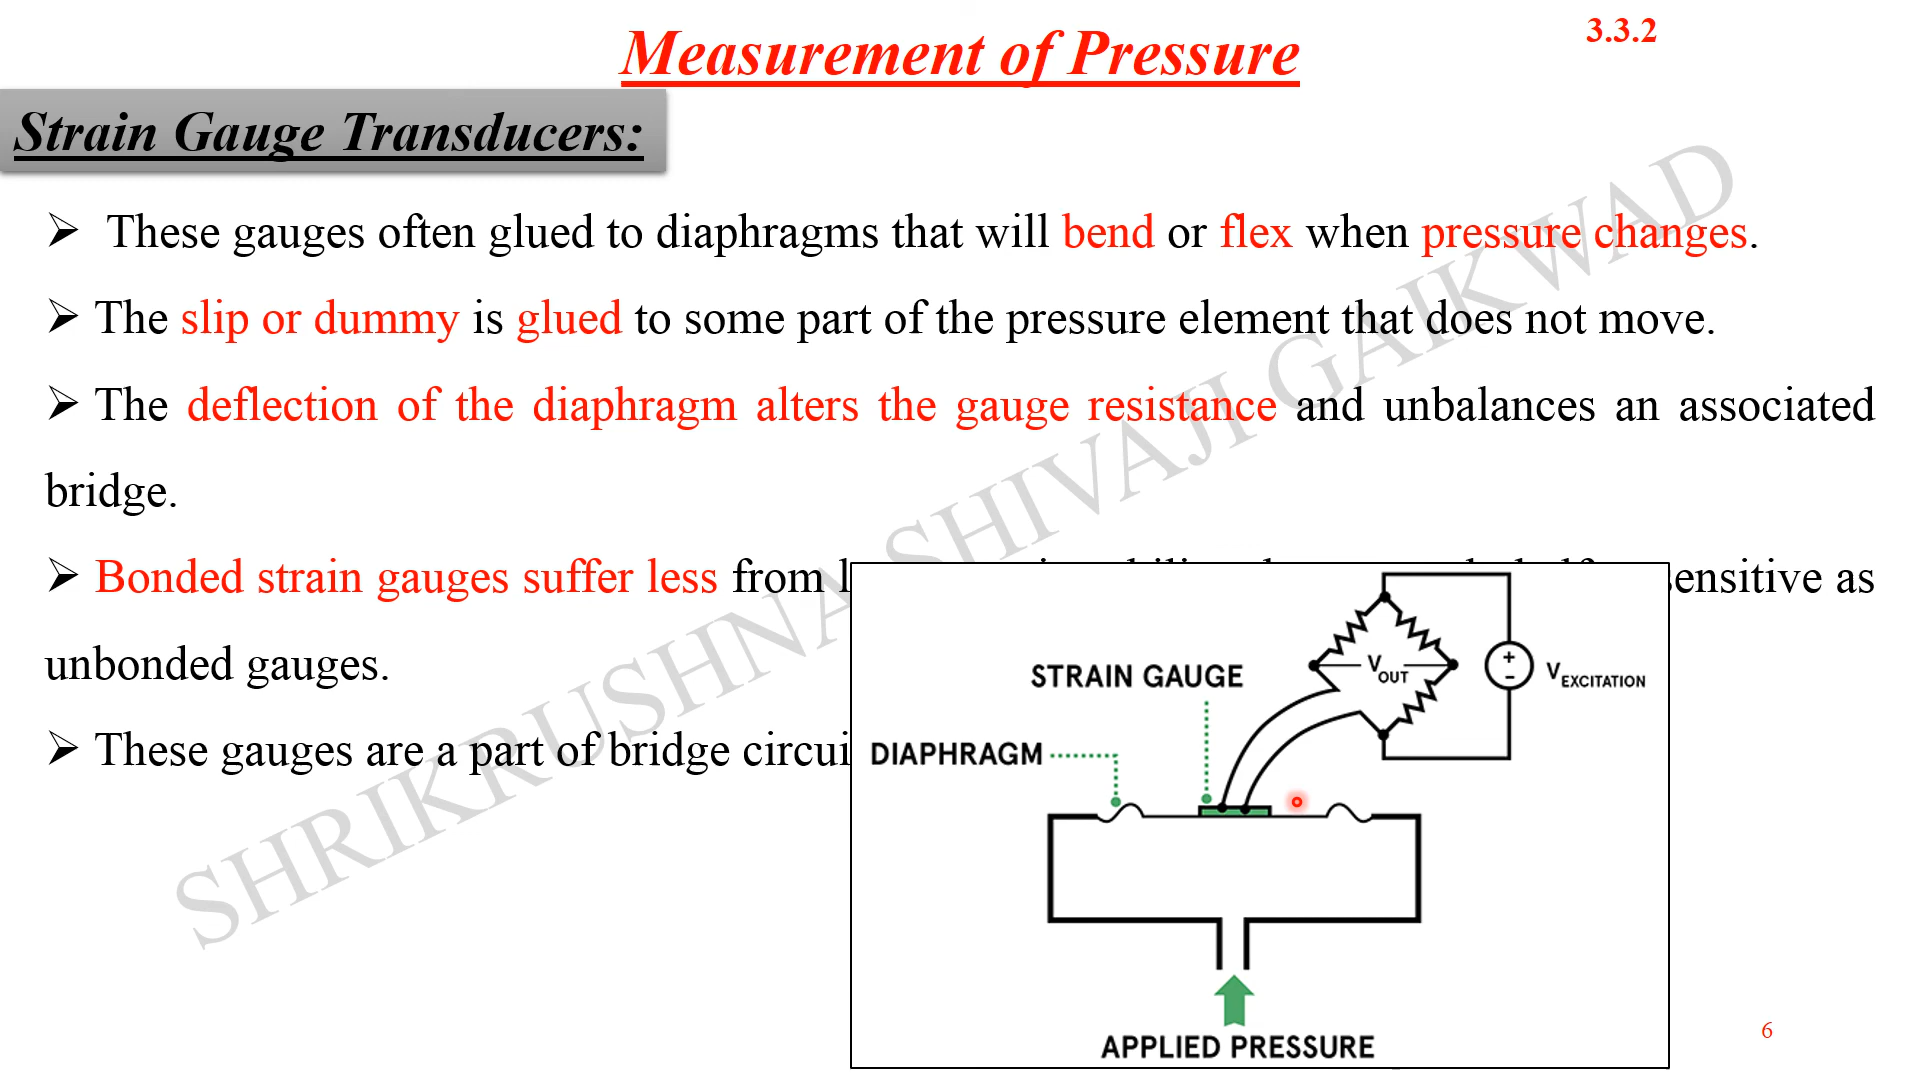 Measurement of Pressure
3.3.2
Strain Gauge Transducers:
➢ These gauges often glued to diaphragms that will bend or flex when pressure changes.
➢ The slip or dummy is glued to some part of the pressure element that does not move.
➢ The deflection of the diaphragm alters the gauge resistance and unbalances an associated
bridge.
➢ Bonded strain gauges suffer less from sensitive as
unbonded gauges.
➢ These gauges are a part of bridge
STRAIN GAUGE
DIAPHRAGM
VOUT
+
-
VEXCITATION
APPLIED PRESSURE
SHRIKRUSHNA SHIVAJI GAIKWAD
6